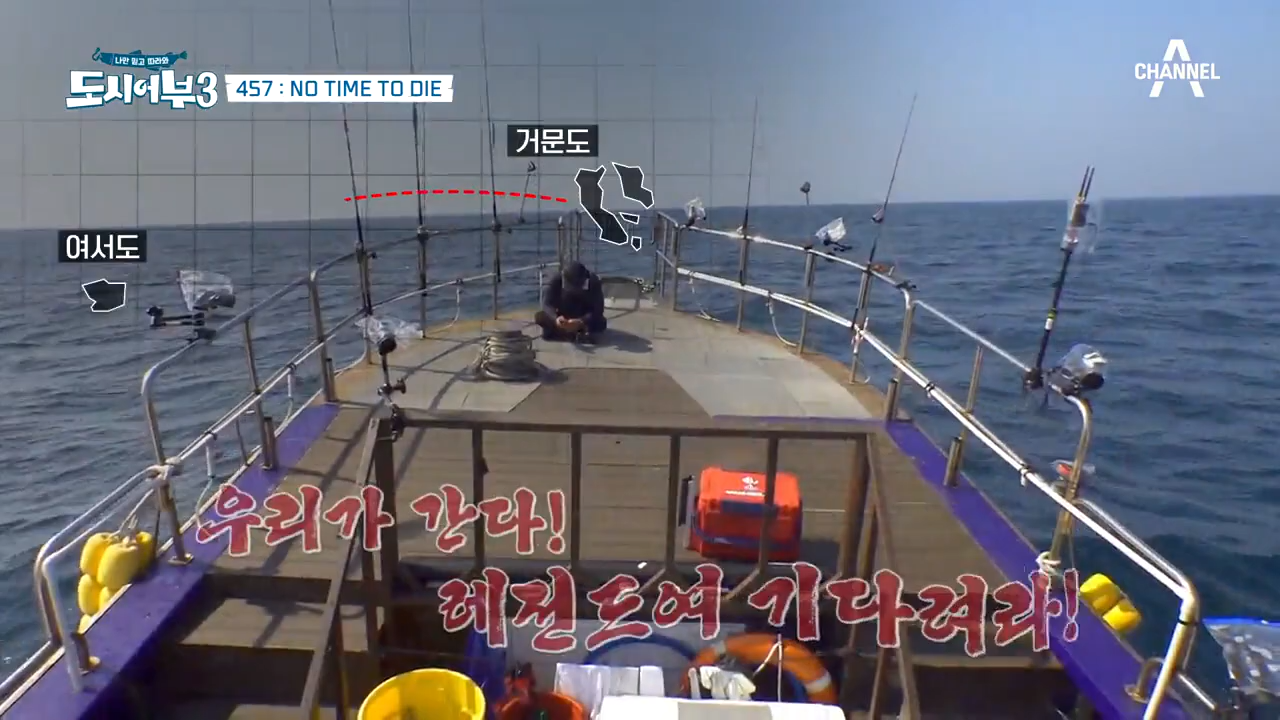 나만 믿고 따라와
도시어부3
457 : NO TIME TO DIE
CHANNEL A
거문도
여서도
우리가 간다!
레전드여 기다려라!